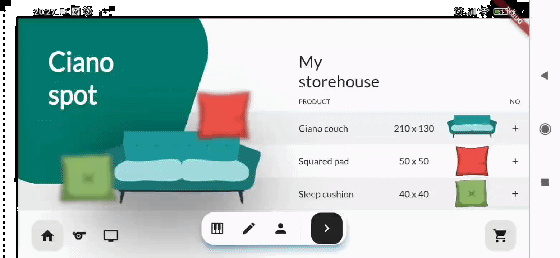 Ciano
spot
My
storehouse
PRODUCT NO
Ciano couch 210 x 130 +
Squared pad 50 x 50 +
Sleep cushion 40 x 40 +